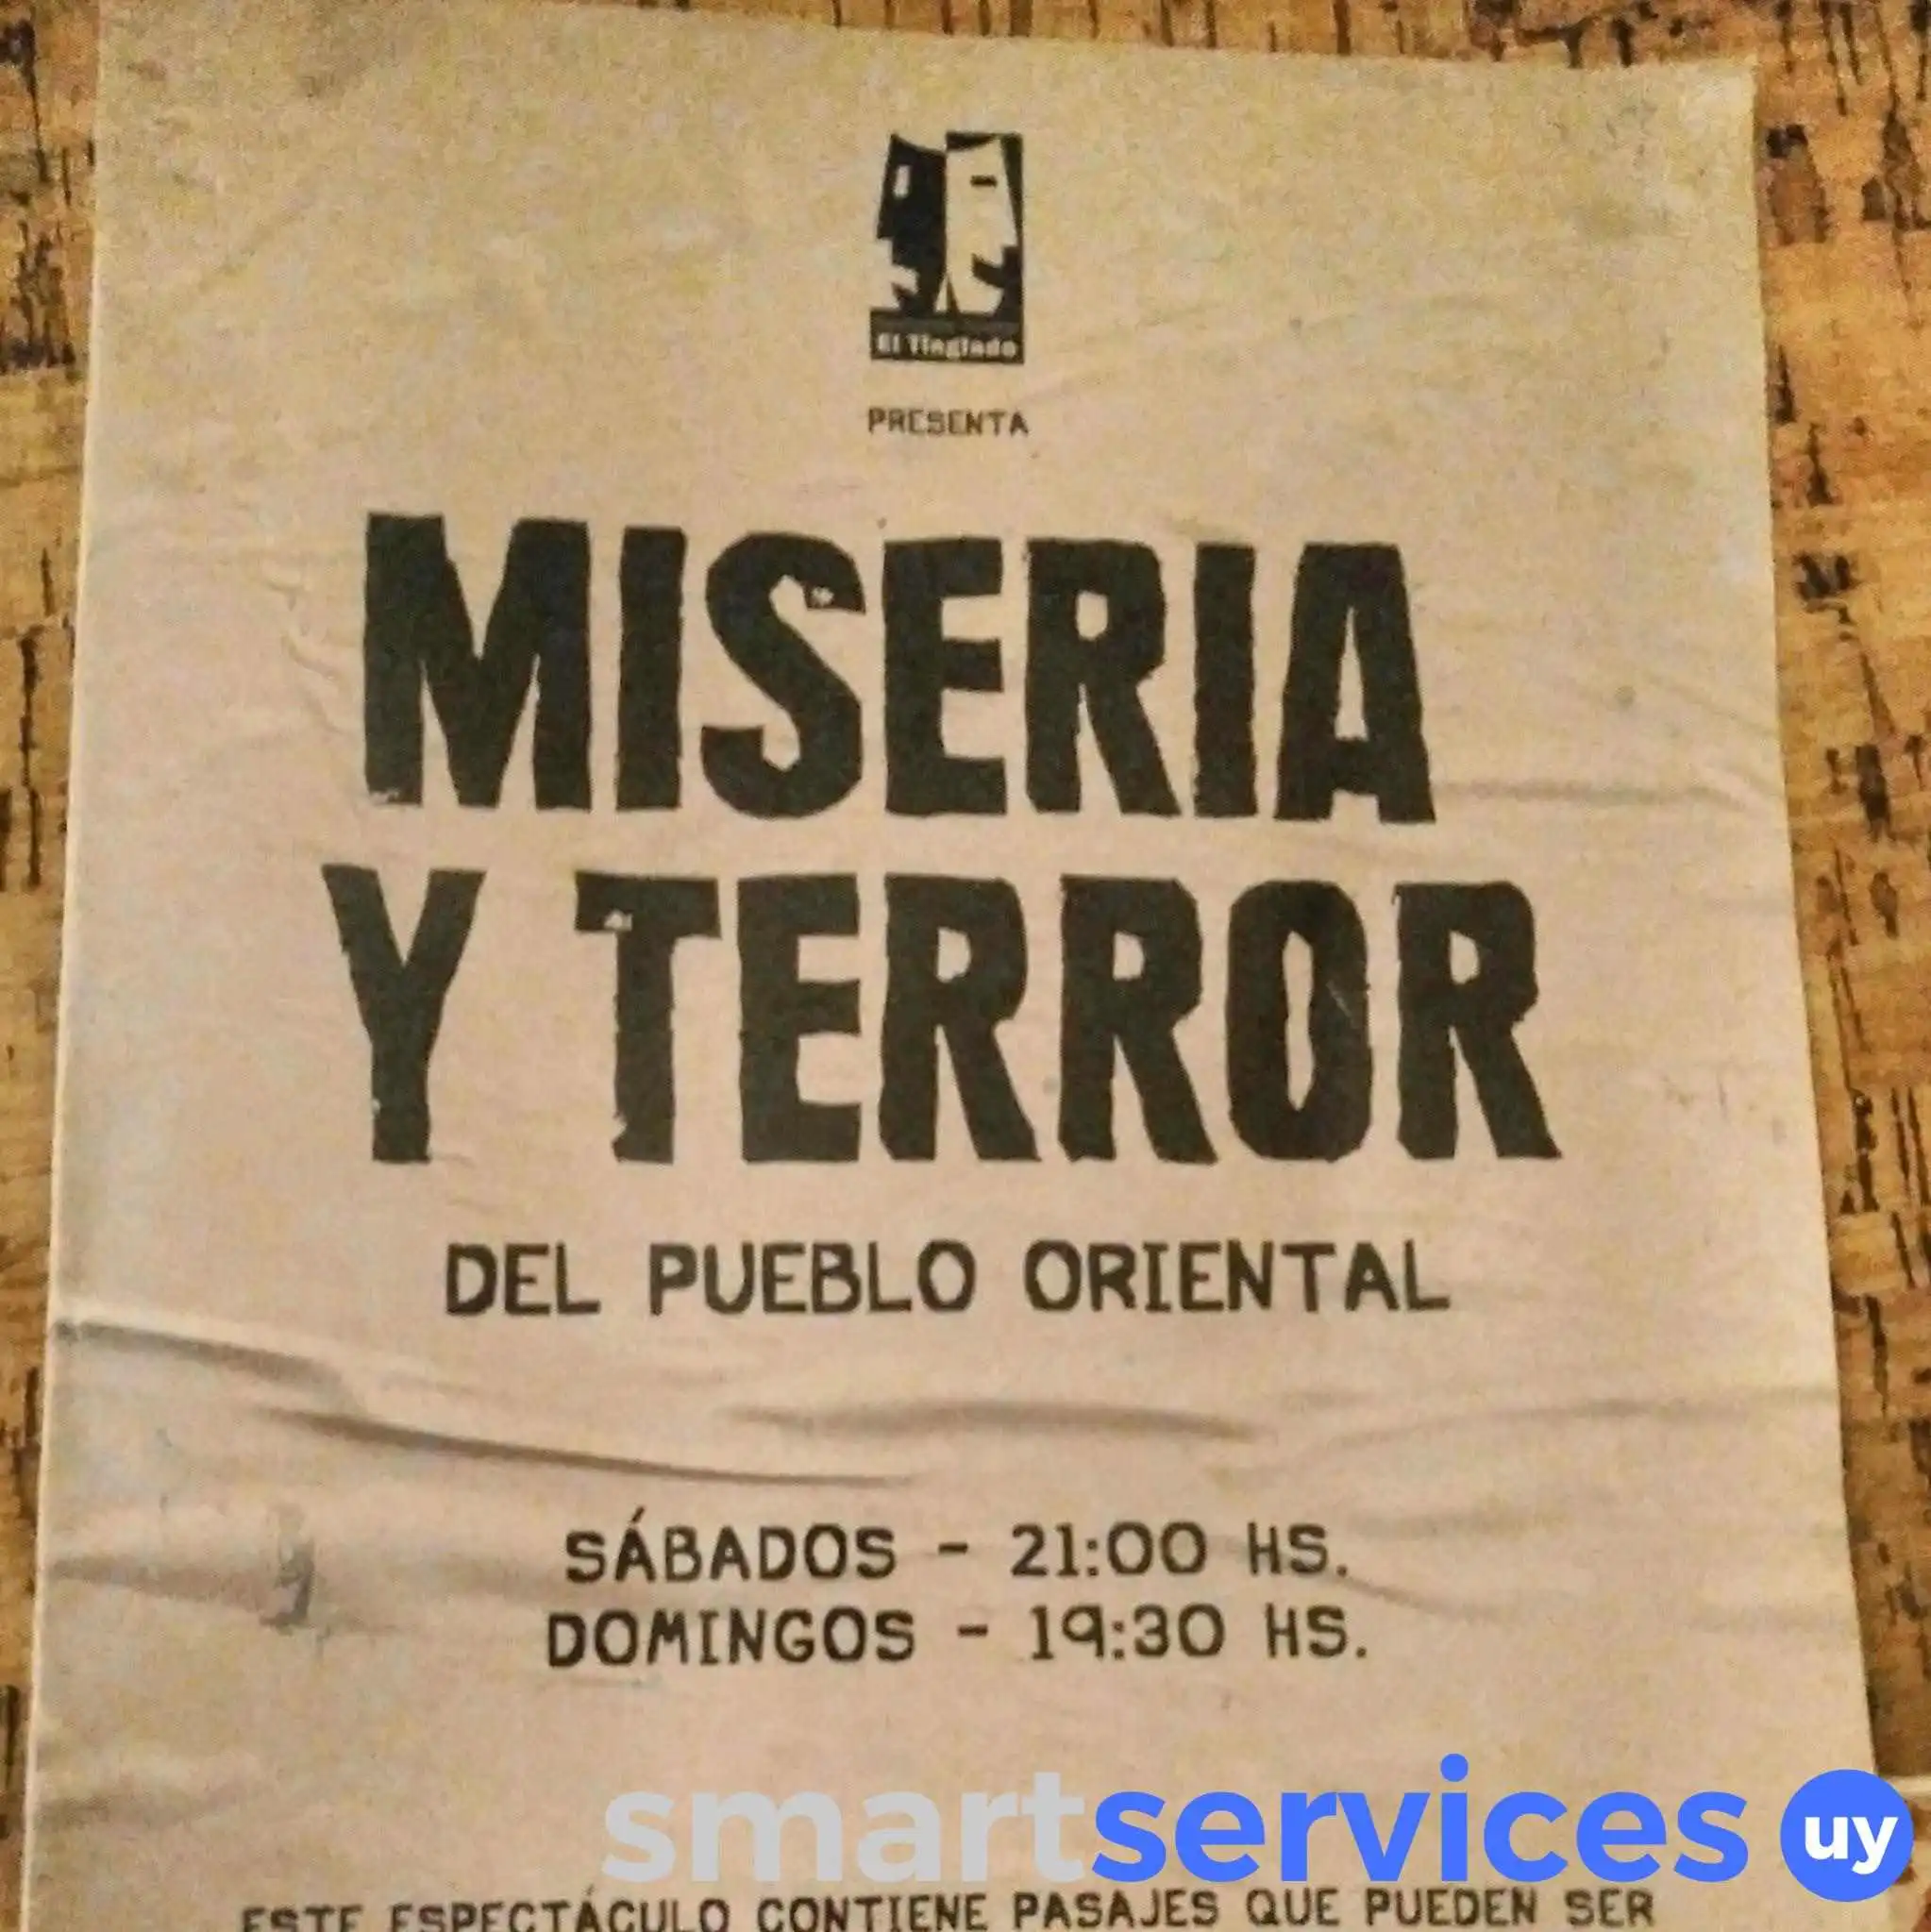 El Tinglado
PRESENTA
MISERIA
Y TERROR
DEL PUEBLO ORIENTAL
SÁBADOS - 21:00 HS.
DOMINGOS - 19:30 HS.
smartservices uy
ESTE ESPECTÁCULO CONTIENE PASAJES QUE PUEDEN SER